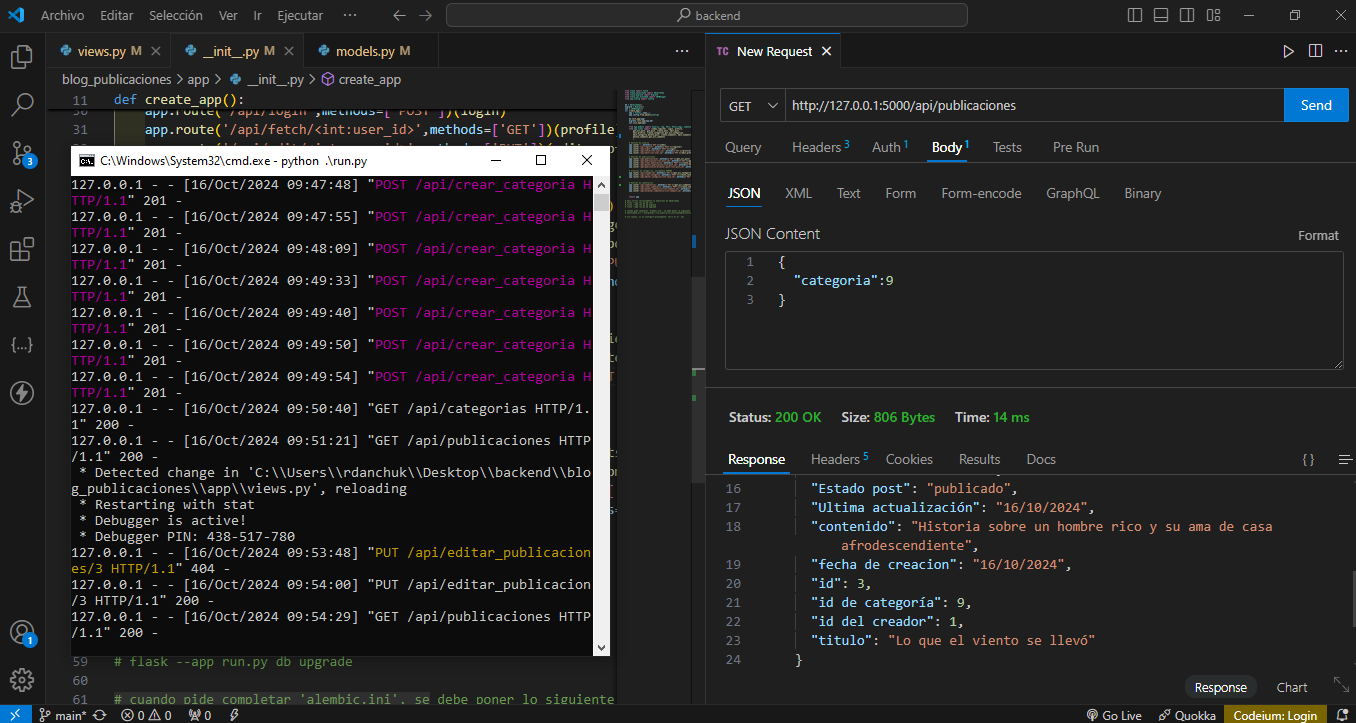 Archivo Editar Selección Ver Ir Ejecutar ··· backend
views.py M
__init__.py M
models.py M
TC New Request
blog_publicaciones > app > __init__.py > create_app
11 def create_app():
app.route('/api/login',methods=['POST'])(login)
31 app.route('/api/fetch/<int:user_id>',methods=['GET'])(profile
C:\Windows\System32\cmd.exe - python .\run.py
127.0.0.1 - - [16/Oct/2024 09:47:48] "POST /api/crear_categoria H
TTP/1.1" 201 -
127.0.0.1 - - [16/Oct/2024 09:47:55] "POST /api/crear_categoria H
TTP/1.1" 201 -
127.0.0.1 - - [16/Oct/2024 09:48:09] "POST /api/crear_categoria H
TTP/1.1" 201 -
127.0.0.1 - - [16/Oct/2024 09:49:33] "POST /api/crear_categoria H
TTP/1.1" 201 -
127.0.0.1 - - [16/Oct/2024 09:49:40] "POST /api/crear_categoria H
TTP/1.1" 201 -
127.0.0.1 - - [16/Oct/2024 09:49:50] "POST /api/crear_categoria H
TTP/1.1" 201 -
127.0.0.1 - - [16/Oct/2024 09:49:54] "POST /api/crear_categoria H
TTP/1.1" 201 -
127.0.0.1 - - [16/Oct/2024 09:50:40] "GET /api/categorias HTTP/1.
1" 200 -
127.0.0.1 - - [16/Oct/2024 09:51:21] "GET /api/publicaciones HTTP
/1.1" 200 -
* Detected change in 'C:\\Users\\rdanchuk\\Desktop\\backend\\blo
g_publicaciones\\app\\views.py', reloading
* Restarting with stat
* Debugger is active!
* Debugger PIN: 438-517-780
127.0.0.1 - - [16/Oct/2024 09:53:48] "PUT /api/editar_publicacion
es/3 HTTP/1.1" 404 -
127.0.0.1 - - [16/Oct/2024 09:54:00] "PUT /api/editar_publicacion
/3 HTTP/1.1" 200 -
127.0.0.1 - - [16/Oct/2024 09:54:29] "GET /api/publicaciones HTTP
/1.1" 200 -
59 # flask --app run.py db upgrade
60
61 # cuando pide completar 'alembic.ini', se debe poner lo siguiente
GET http://127.0.0.1:5000/api/publicaciones Send
Query Headers 3 Auth 1 Body 1 Tests Pre Run
JSON XML Text Form Form-encode GraphQL Binary
JSON Content Format
1 {
2 "categoria":9
3 }
Status: 200 OK Size: 806 Bytes Time: 14 ms
Response Headers 5 Cookies Results Docs { }
16 "Estado post": "publicado",
17 "Ultima actualización": "16/10/2024",
18 "contenido": "Historia sobre un hombre rico y su ama de casa
afrodescendiente",
19 "fecha de creacion": "16/10/2024",
20 "id": 3,
21 "id de categoría": 9,
22 "id del creador": 1,
23 "titulo": "Lo que el viento se llevó"
24 }
Response Chart
3
1
main* 0 0 0 Go Live Quokka Codeium: Login